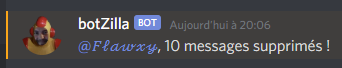 botZilla BOT Aujourd'hui à 20:06
@𝓕𝓵𝓪𝔀𝔁𝔂, 10 messages supprimés !